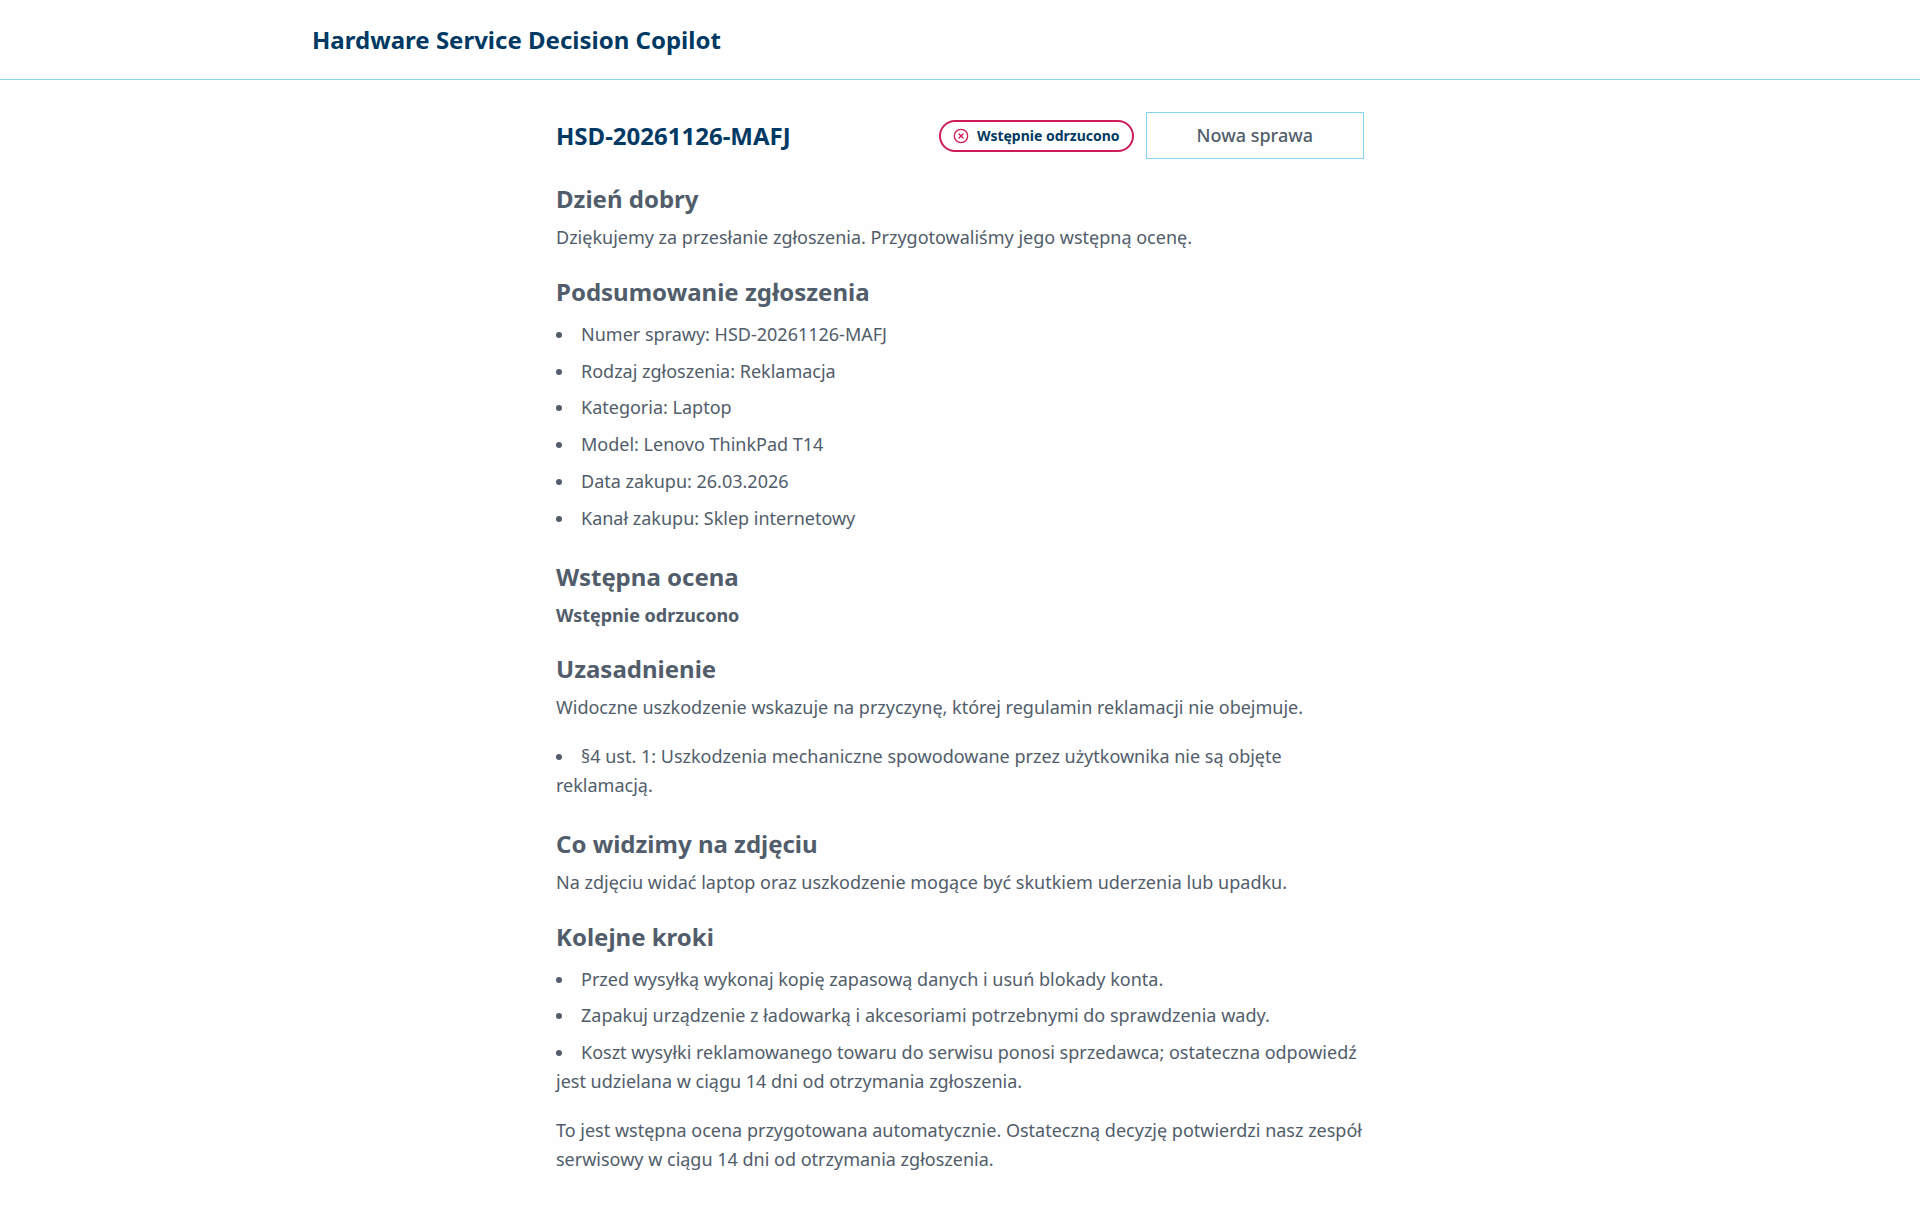 Hardware Service Decision Copilot
HSD-20261126-MAFJ
Wstępnie odrzucono
Nowa sprawa
Dzień dobry
Dziękujemy za przesłanie zgłoszenia. Przygotowaliśmy jego wstępną ocenę.
Podsumowanie zgłoszenia
• Numer sprawy: HSD-20261126-MAFJ
• Rodzaj zgłoszenia: Reklamacja
• Kategoria: Laptop
• Model: Lenovo ThinkPad T14
• Data zakupu: 26.03.2026
• Kanał zakupu: Sklep internetowy
Wstępna ocena
Wstępnie odrzucono
Uzasadnienie
Widoczne uszkodzenie wskazuje na przyczynę, której regulamin reklamacji nie obejmuje.
• §4 ust. 1: Uszkodzenia mechaniczne spowodowane przez użytkownika nie są objęte
reklamacją.
Co widzimy na zdjęciu
Na zdjęciu widać laptop oraz uszkodzenie mogące być skutkiem uderzenia lub upadku.
Kolejne kroki
• Przed wysyłką wykonaj kopię zapasową danych i usuń blokady konta.
• Zapakuj urządzenie z ładowarką i akcesoriami potrzebnymi do sprawdzenia wady.
• Koszt wysyłki reklamowanego towaru do serwisu ponosi sprzedawca; ostateczna odpowiedź
jest udzielana w ciągu 14 dni od otrzymania zgłoszenia.
To jest wstępna ocena przygotowana automatycznie. Ostateczną decyzję potwierdzi nasz zespół
serwisowy w ciągu 14 dni od otrzymania zgłoszenia.